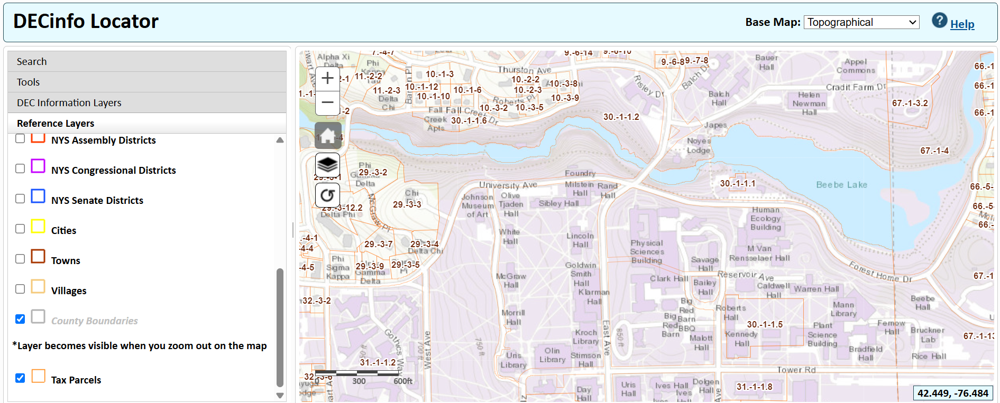 DECinfo Locator
Base Map: Topographical
? Help
Search
Tools
DEC Information Layers
Reference Layers
NYS Assembly Districts
NYS Congressional Districts
NYS Senate Districts
Cities
Towns
Villages
County Boundaries
*Layer becomes visible when you zoom out on the map
Tax Parcels
Alpha Xi
Delta
Phi
Kappa
Tau
7.-4-7
11.-2-2
11.-2-3
Delta
Chi
10.-1-3
10.-1-12
10.-1-10
10.-1-6
Thurston Ave
10.-2-2
10.-2-3
10.-3-8
10.-3-9
Roberts Pl
10.-3-2
10.-3-5
9.-6-14
9.-6-10
9.-6-8
9.-7-8
Balch Dr
Risley Dr
Fall Creek Dr
Fall
Creek
Apts
30.-1-1.6
30.-1-1.2
Bauer
Hall
Appel
Commons
Balch
Hall
Helen
Newman
Hall
Cradit Farm Dr
67.-1-3.2
67.-1-4
Japes
Noyes
Lodge
30.-1-1.1
Beebe Lake
Phi
Gamma
Delta
29.-3-2
29.-3-1
29.-3-12.2
Delta Phi
McGraw Pl
Chi
29.-3-3
29.-3-7
29.-3-4
Delta Chi
29.-3-9
29.-3-5
Phi
Sigma
Kappa
Gamma
Delta
University Ave
Johnson
Museum
of Art
Olive
Tjaden
Hall
Foundry
Milstein
Hall
Rand
Hall
Sibley Hall
White
Hall
Lincoln
Hall
Goldwin
Smith
Hall
McGraw
Hall
Klarman
Hall
Morrill
Hall
Kroch
Library
Uris
Library
Olin
Library
Stimson
Hall
Day
Hall
East Ave
West Ave
Gothics Way
750 ft
850 ft
700 ft
32.-3-2
31.-1-1.2
Human
Ecology
Building
Physical
Sciences
Building
M Van
Rensselaer Hall
Savage
Hall
Clark Hall
Bailey
Hall
Reservoir Ave
Caldwell
Hall
Warren Hall
Forest Home Dr
Big
Red
Barn
Big
Red
Barn
BBQ
Roberts
Hall
Kennedy
Hall
30.-1-1.5
Malott
Hall
Mann
Library
Plant
Science
Building
Fernow
Hall
Bradfield
Hall
Beebe
Hall
Bruckner
Lab
Rice Hall
Tower Rd
Uris
Hall
Ives Hall
Ives
Dolgen
Hall
31.-1-1.8
300
600ft
42.449, -76.484